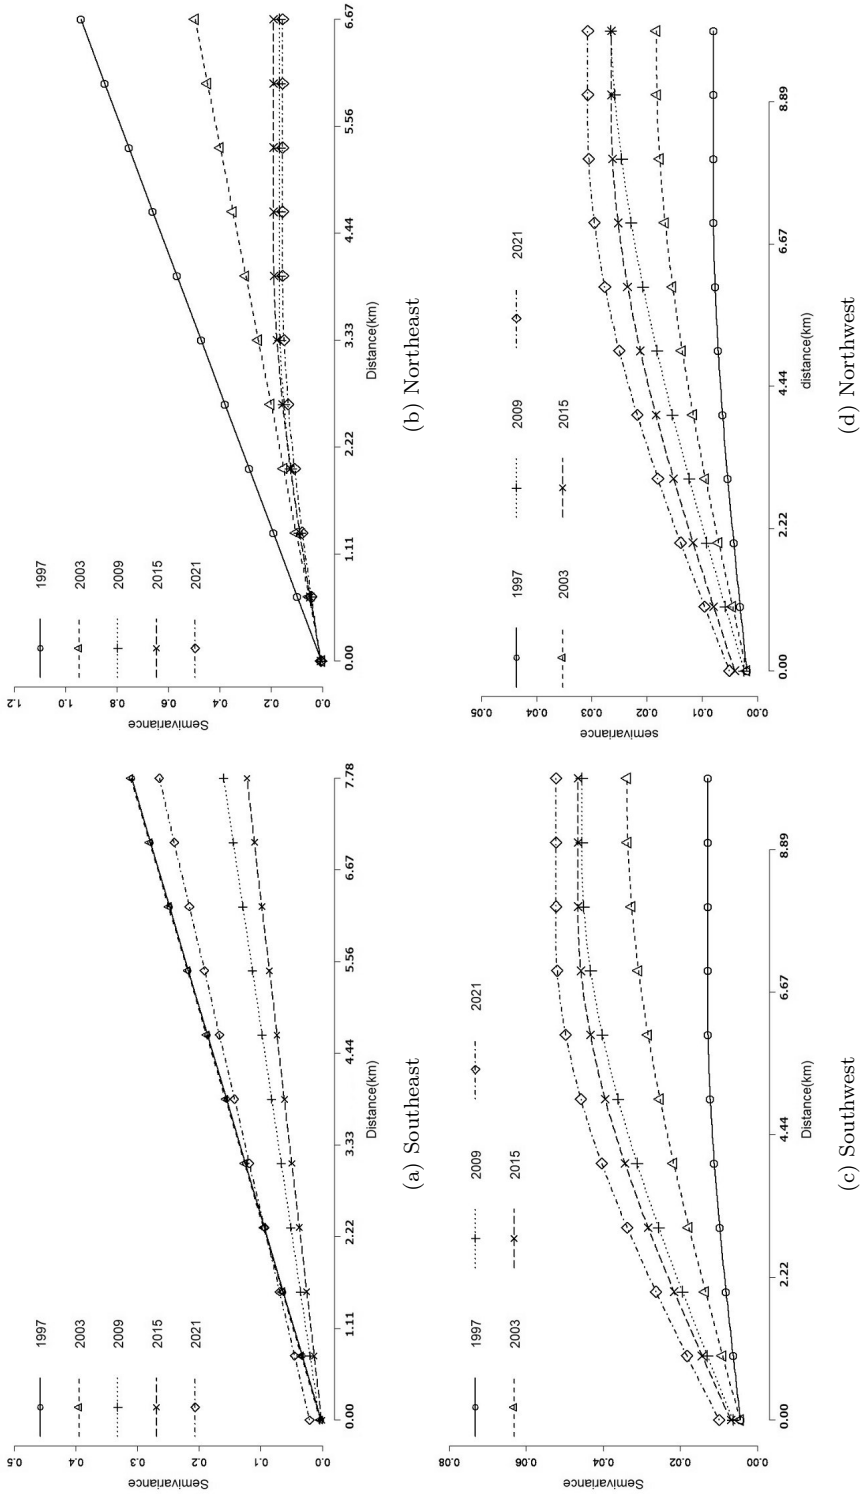 0.5
0.4
0.3
0.2
0.1
0.0
Semivariance
1997
2003
2009
2015
2021
0.00 1.11 2.22 3.33 4.44 5.56 6.67 7.78
Distance(km)
(a) Southeast
1.2
1.0
0.8
0.6
0.4
0.2
0.0
Semivariance
1997
2003
2009
2015
2021
0.00 1.11 2.22 3.33 4.44 5.56 6.67
Distance(km)
(b) Northeast
0.08
0.06
0.04
0.02
0.00
Semivariance
1997 2009 2021
2003 2015
0.00 2.22 4.44 6.67 8.89
Distance(km)
(c) Southwest
0.05
0.04
0.03
0.02
0.01
0.00
semivariance
1997 2009 2021
2003 2015
0.00 2.22 4.44 6.67 8.89
distance(km)
(d) Northwest